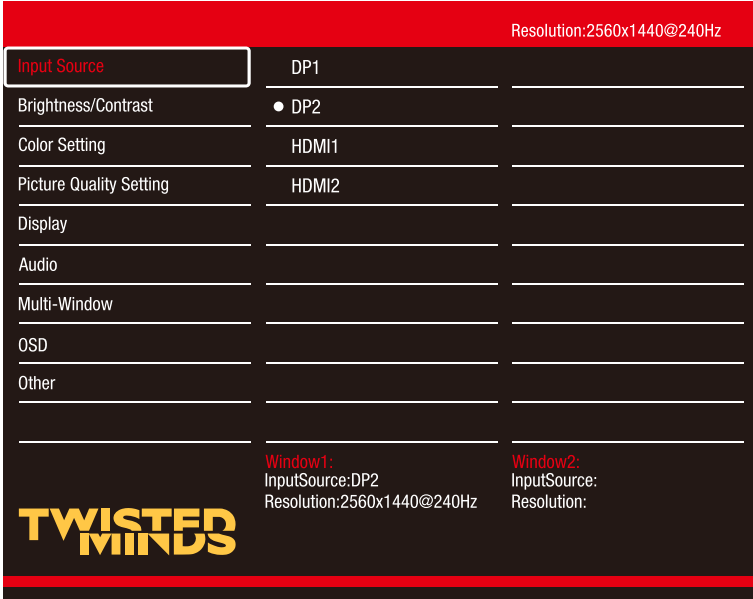 Resolution:2560x1440@240Hz
Input Source
DP1
Brightness/Contrast
DP2
Color Setting
HDMI1
Picture Quality Setting
HDMI2
Display
Audio
Multi-Window
OSD
Other
Window1:
InputSource:DP2
Resolution:2560x1440@240Hz
Window2:
InputSource:
Resolution:
TWISTED
MINDS